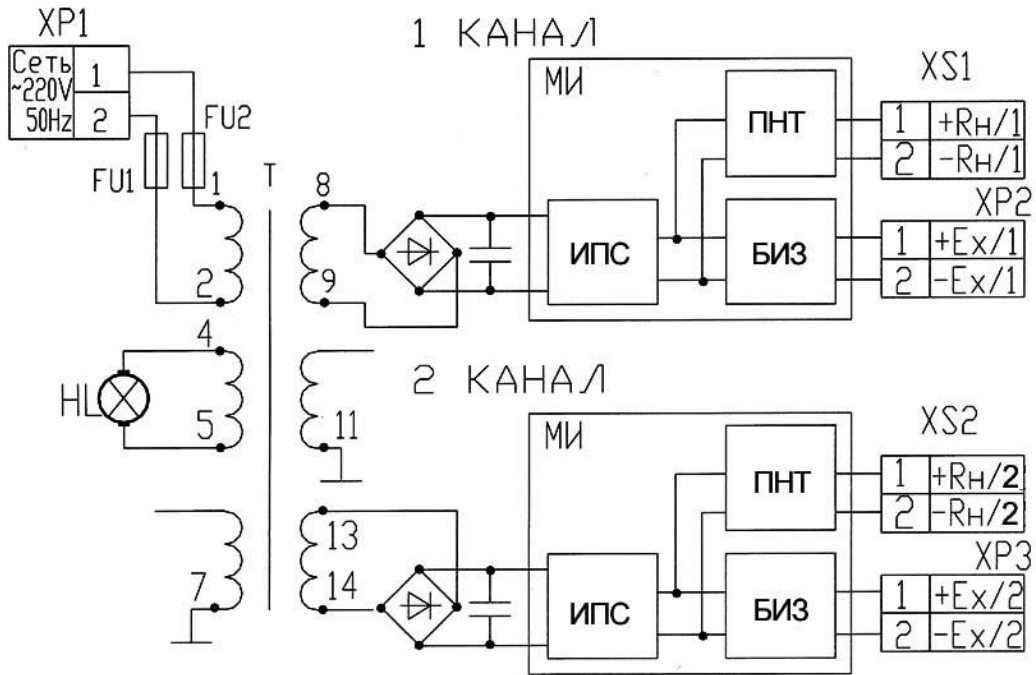 XP1
Сеть
~220V
50Hz
1
2
FU2
FU1
T
1
2
4
5
7
HL
8
9
11
13
14
1 КАНАЛ
МИ
ИПС
ПНТ
БИЗ
XS1
1 +Rн/1
2 -Rн/1
XP2
1 +Ex/1
2 -Ex/1
2 КАНАЛ
МИ
ИПС
ПНТ
БИЗ
XS2
1 +Rн/2
2 -Rн/2
XP3
1 +Ex/2
2 -Ex/2